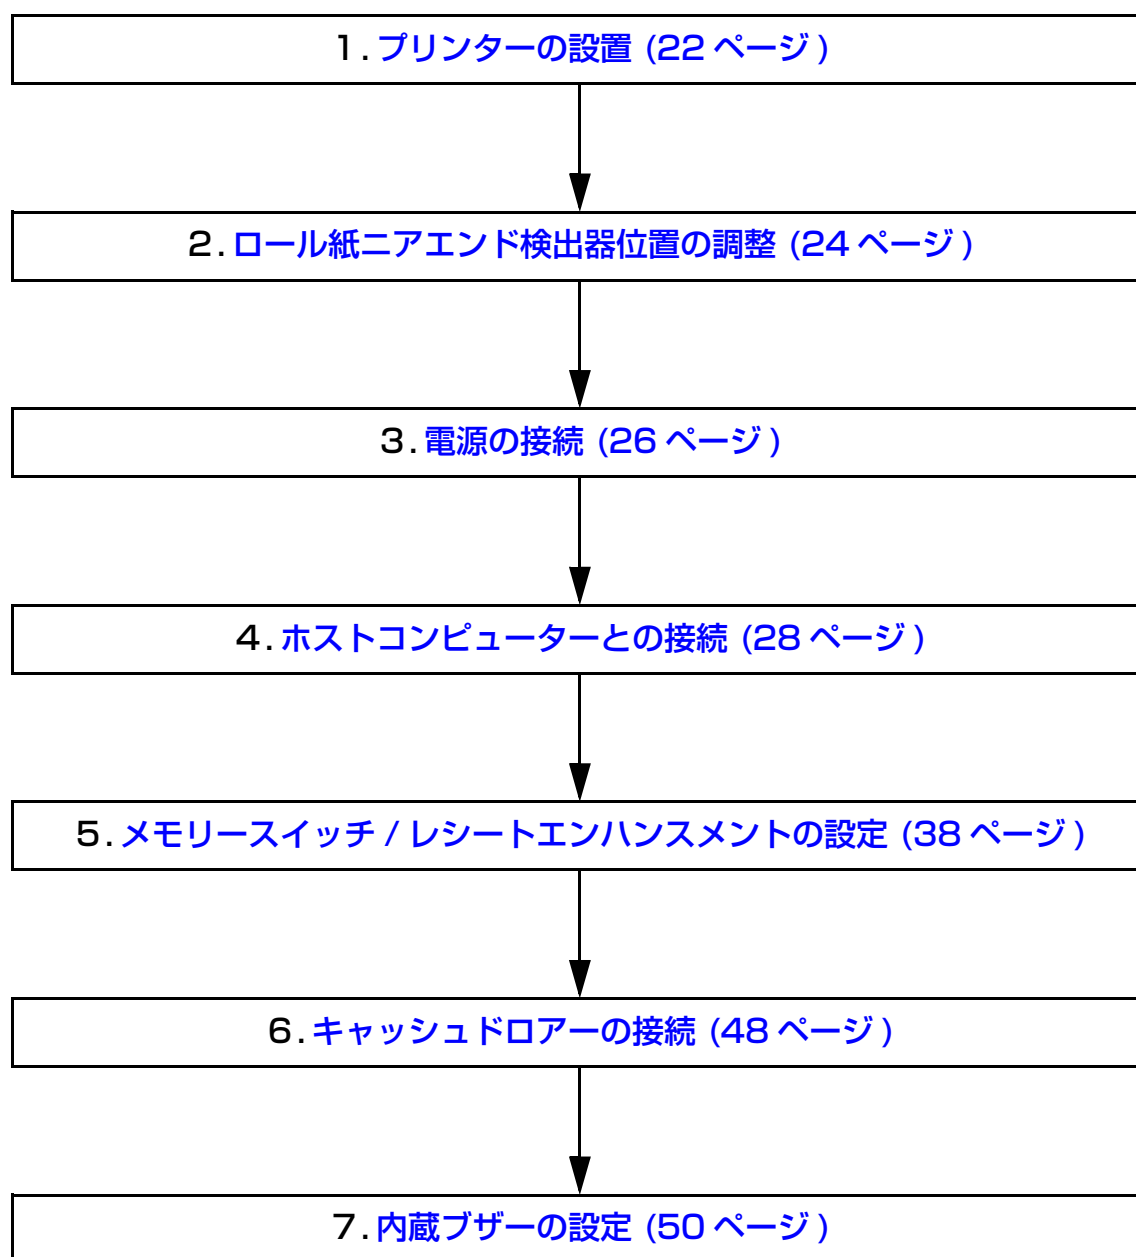 1. プリンターの設置 (22 ページ )
2. ロール紙ニアエンド検出器位置の調整 (24 ページ )
3. 電源の接続 (26 ページ )
4. ホストコンピューターとの接続 (28 ページ )
5. メモリースイッチ / レシートエンハンスメントの設定 (38 ページ )
6. キャッシュドロアーの接続 (48 ページ )
7. 内蔵ブザーの設定 (50 ページ )